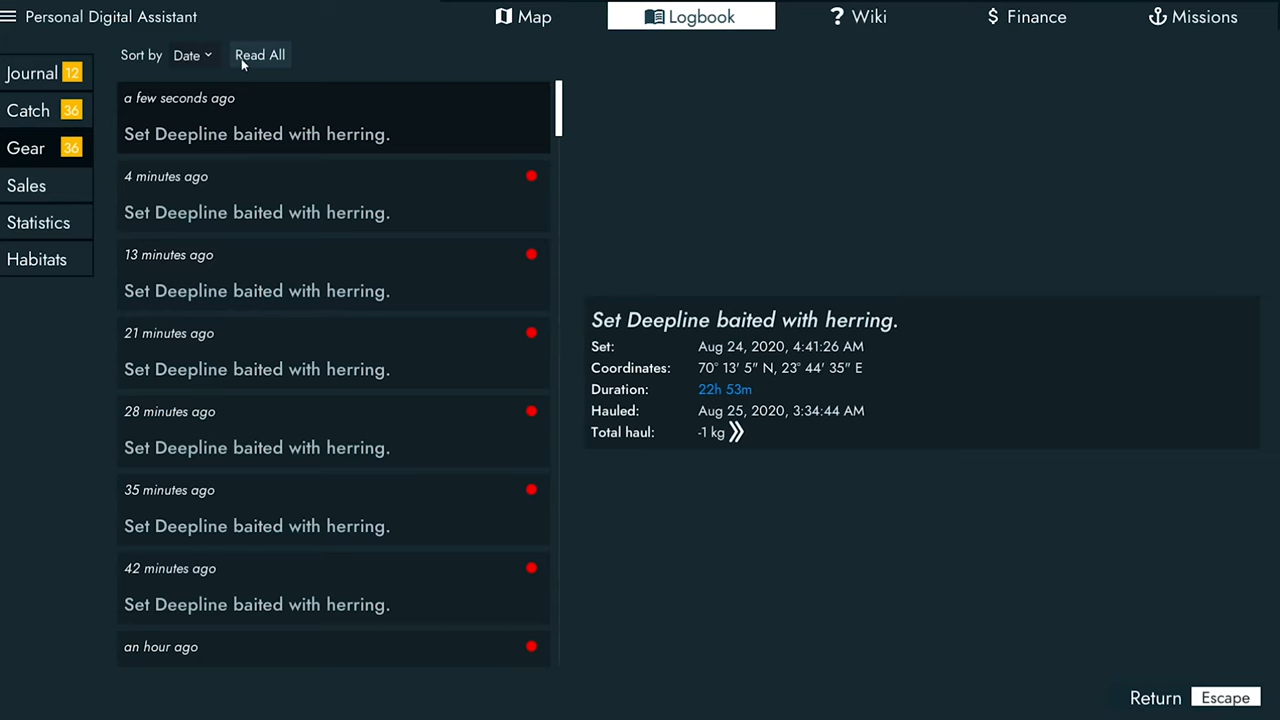 Personal Digital Assistant
Map
Logbook
? Wiki
$ Finance
Missions
Sort by Date
Read All
Journal 12
Catch 36
Gear 36
Sales
Statistics
Habitats
a few seconds ago
Set Deepline baited with herring.
4 minutes ago
Set Deepline baited with herring.
13 minutes ago
Set Deepline baited with herring.
21 minutes ago
Set Deepline baited with herring.
28 minutes ago
Set Deepline baited with herring.
35 minutes ago
Set Deepline baited with herring.
42 minutes ago
Set Deepline baited with herring.
an hour ago
Set Deepline baited with herring.
Set: Aug 24, 2020, 4:41:26 AM
Coordinates: 70° 13' 5" N, 23° 44' 35" E
Duration: 22h 53m
Hauled: Aug 25, 2020, 3:34:44 AM
Total haul: -1 kg
Return Escape